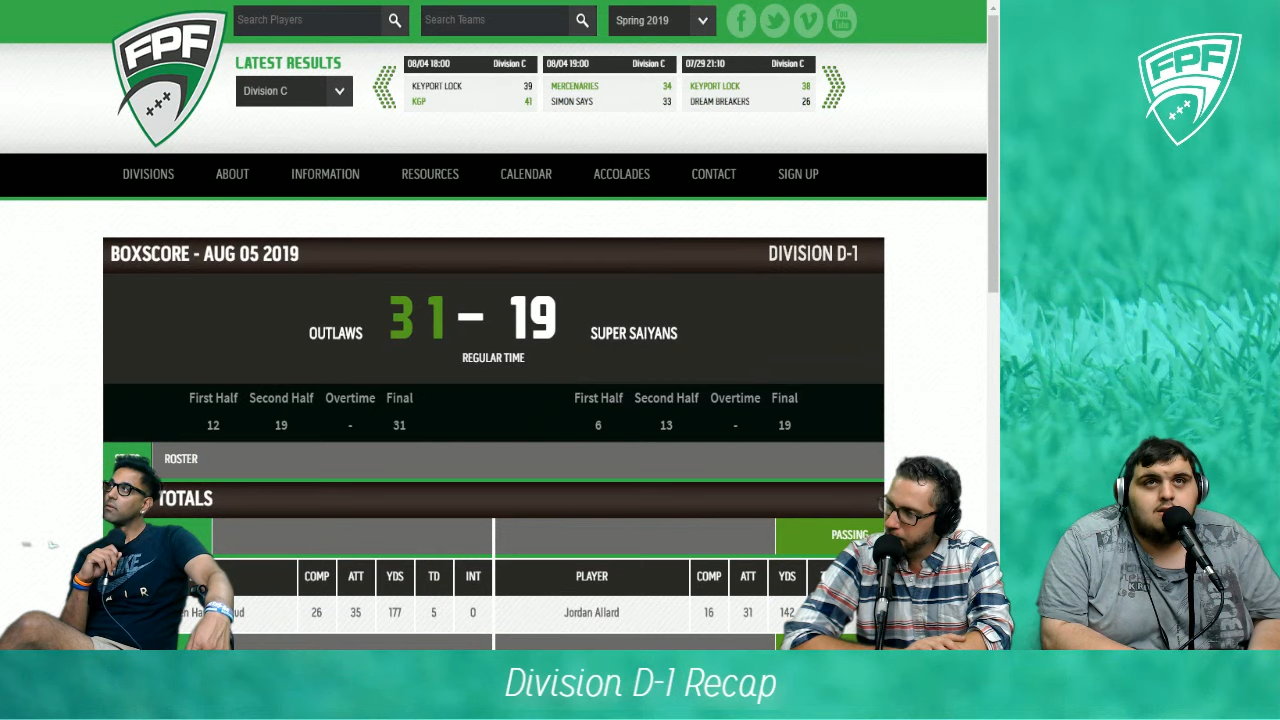 Search Players
Search Teams
Spring 2019
You
Tube
FPF
LATEST RESULTS
Division C
08/04 18:00 Division C
KEYPORT LOCK 39
KGP 41
08/04 19:00 Division C
MERCENARIES 34
SIMON SAYS 33
07/29 21:10 Division C
KEYPORT LOCK 38
DREAM BREAKERS 26
FPF
DIVISIONS ABOUT INFORMATION RESOURCES CALENDAR ACCOLADES CONTACT SIGN UP
BOXSCORE - AUG 05 2019 DIVISION D-1
OUTLAWS 31 - 19 SUPER SAIYANS
REGULAR TIME
First Half Second Half Overtime Final First Half Second Half Overtime Final
12 19 - 31 6 13 - 19
ROSTER
TOTALS
PASSING
COMP ATT YDS TD INT PLAYER COMP ATT YDS
26 35 177 5 0 Jordan Allard 16 31 142
NIKE
AIR
Division D-1 Recap